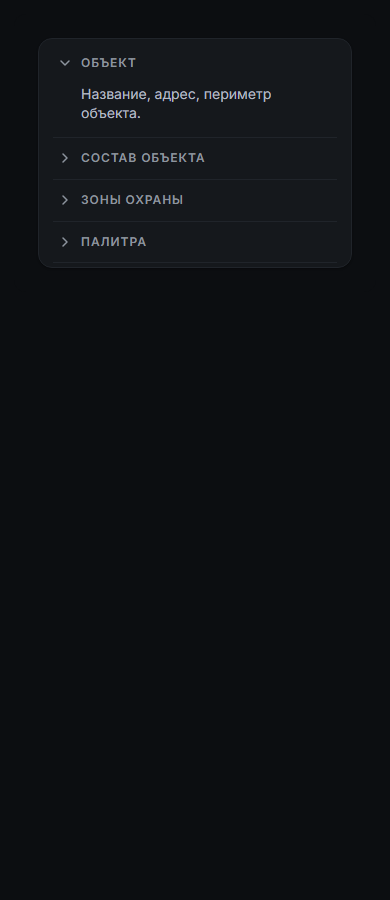 ОБЪЕКТ
Название, адрес, периметр
объекта.
СОСТАВ ОБЪЕКТА
ЗОНЫ ОХРАНЫ
ПАЛИТРА